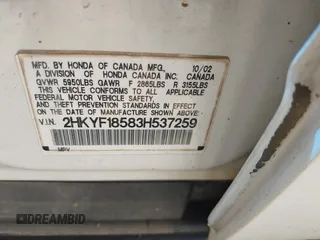 MFD. BY HONDA OF CANADA MFG. 10/02
A DIVISION OF HONDA CANADA INC. CANADA
GVWR 5950LBS GAWR F 2865LBS R 3155LBS
THIS VEHICLE CONFORMS TO ALL APPLICABLE
FEDERAL MOTOR VEHICLE SAFETY AND
THEFT PREVENTION STANDARDS IN EFFECT ON
THE DATE OF MANUFACTURE SHOWN ABOVE.
V.I.N. 2HKYF18583H537259
MPV
DREAMBID